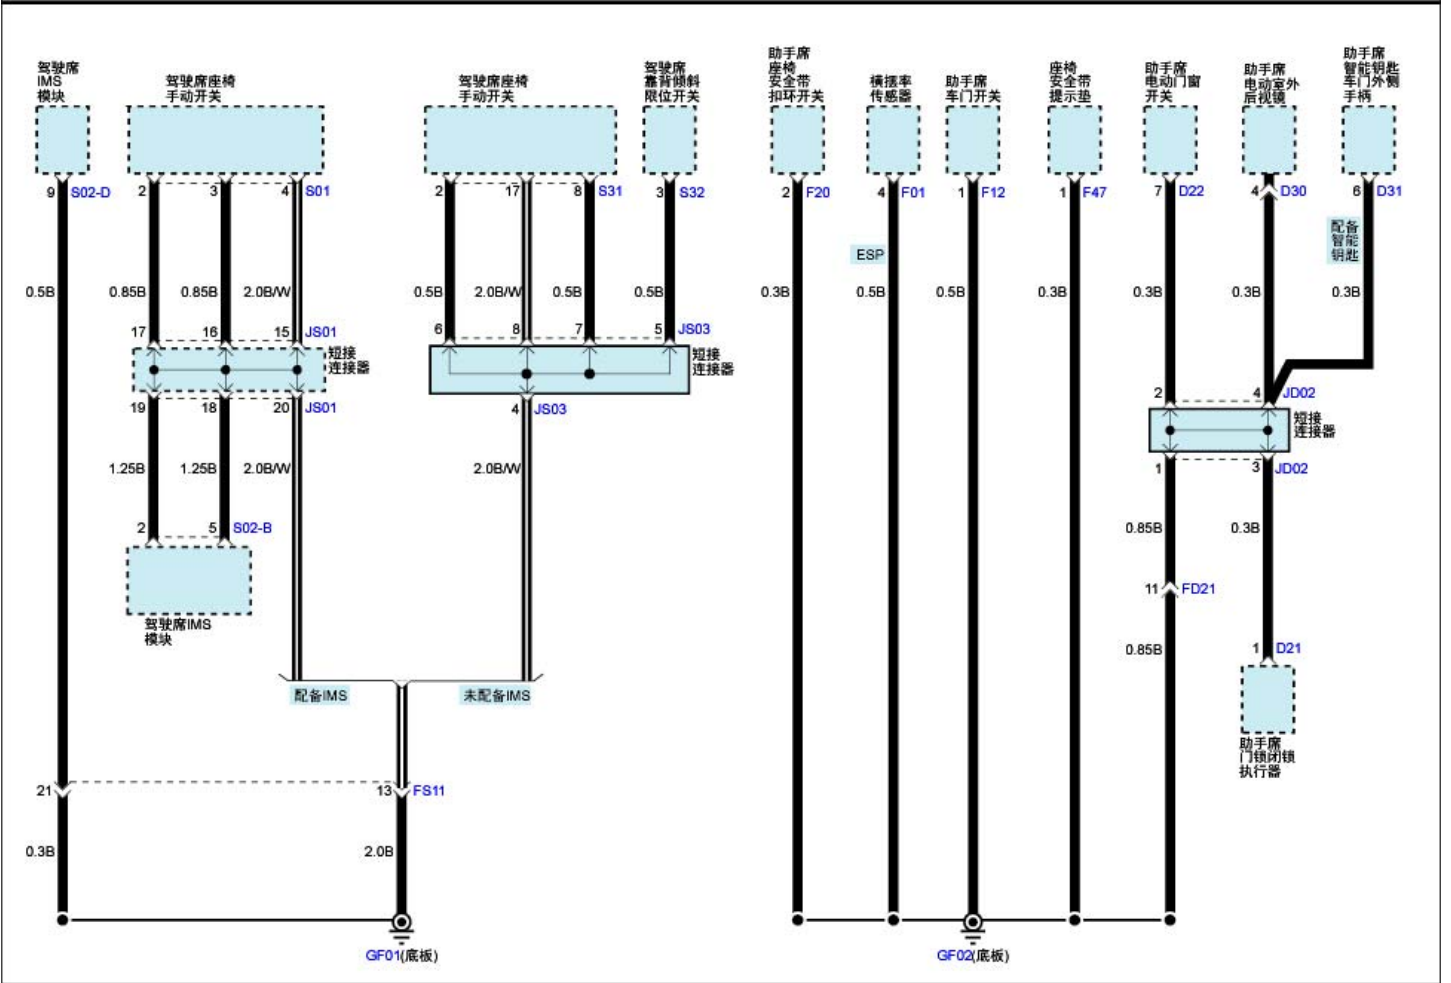 驾驶席
IMS
模块
驾驶席座椅
手动开关
驾驶席座椅
手动开关
驾驶席
靠背倾斜
限位开关
助手席
座椅
安全带
扣环开关
横摆率
传感器
助手席
车门开关
座椅
安全带
提示垫
助手席
电动门窗
开关
助手席
电动室外
后视镜
助手席
智能钥匙
车门外侧
手柄
9 S02-D
2 3 4 S01
2 17 8 S31
3 S32
2 F20
4 F01
1 F12
1 F47
7 D22
4 D30
6 D31
ESP
配备
智能
钥匙
0.5B 0.85B 0.85B 2.0B/W 0.5B 2.0B/W 0.5B 0.5B 0.3B 0.5B 0.5B 0.3B 0.3B 0.3B 0.3B
17 16 15 JS01
短接
连接器
19 18 20 JS01
6 8 7 5 JS03
短接
连接器
4 JS03
2 4 JD02
短接
连接器
1 3 JD02
1.25B 1.25B 2.0B/W 2.0B/W
2 5 S02-B
驾驶席IMS
模块
0.85B 0.3B
11 FD21
0.85B
1 D21
助手席
门锁闭锁
执行器
配备IMS
未配备IMS
21 13 FS11
0.3B 2.0B
GF01(底板)
GF02(底板)